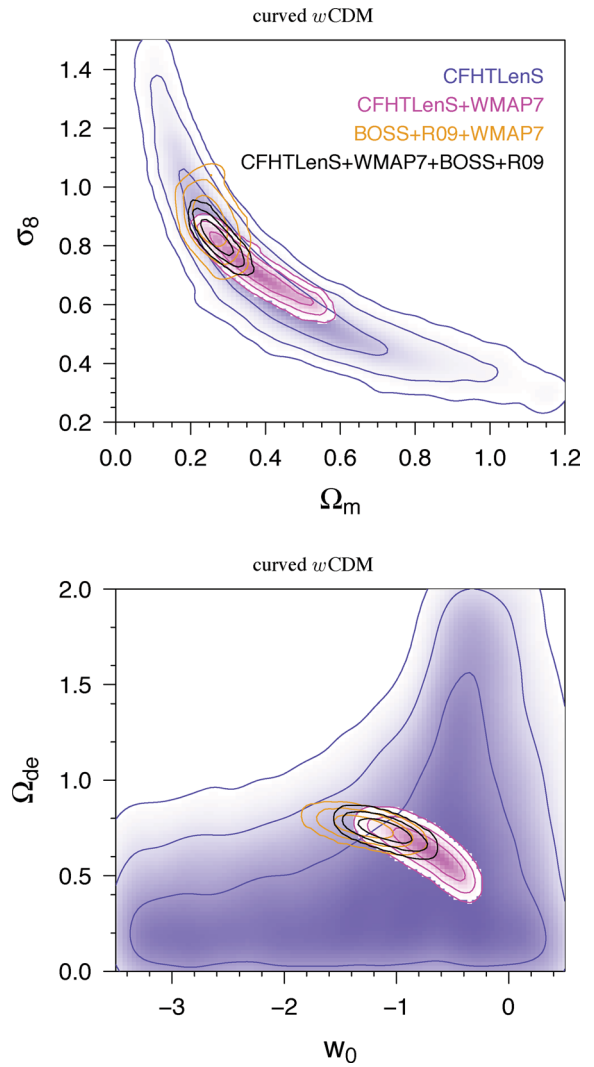 curved wCDM
CFHTLenS
CFHTLenS+WMAP7
BOSS+R09+WMAP7
CFHTLenS+WMAP7+BOSS+R09
1.4
1.2
1.0
0.8
0.6
0.4
0.2
σ8
0.0 0.2 0.4 0.6 0.8 1.0 1.2
Ωm
curved wCDM
2.0
1.5
1.0
0.5
0.0
Ωde
−3 −2 −1 0
w0